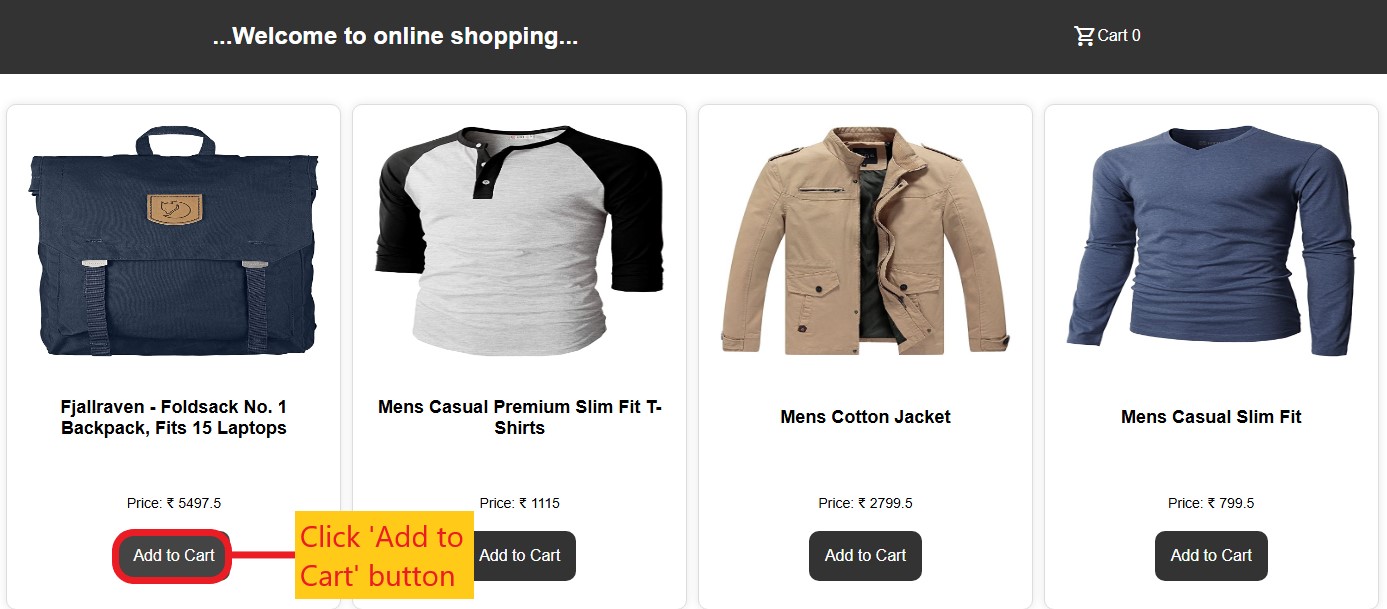 ...Welcome to online shopping...
Cart 0
Fjallraven - Foldsack No. 1
Backpack, Fits 15 Laptops
Mens Casual Premium Slim Fit T-
Shirts
Mens Cotton Jacket
Mens Casual Slim Fit
Price: ₹ 5497.5
Price: ₹ 1115
Price: ₹ 2799.5
Price: ₹ 799.5
Add to Cart
Click 'Add to
Cart' button
Add to Cart
Add to Cart
Add to Cart